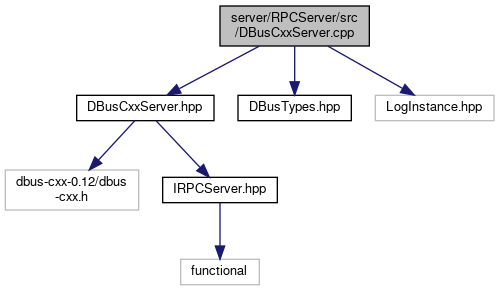 server/RPCServer/src
/DBusCxxServer.cpp
DBusCxxServer.hpp
DBusTypes.hpp
LogInstance.hpp
dbus-cxx-0.12/dbus
-cxx.h
IRPCServer.hpp
functional